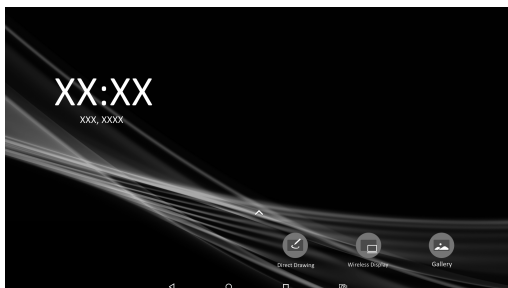 XX:XX
XXX, XXXX
Direct Drawing
Wireless Display
Gallery